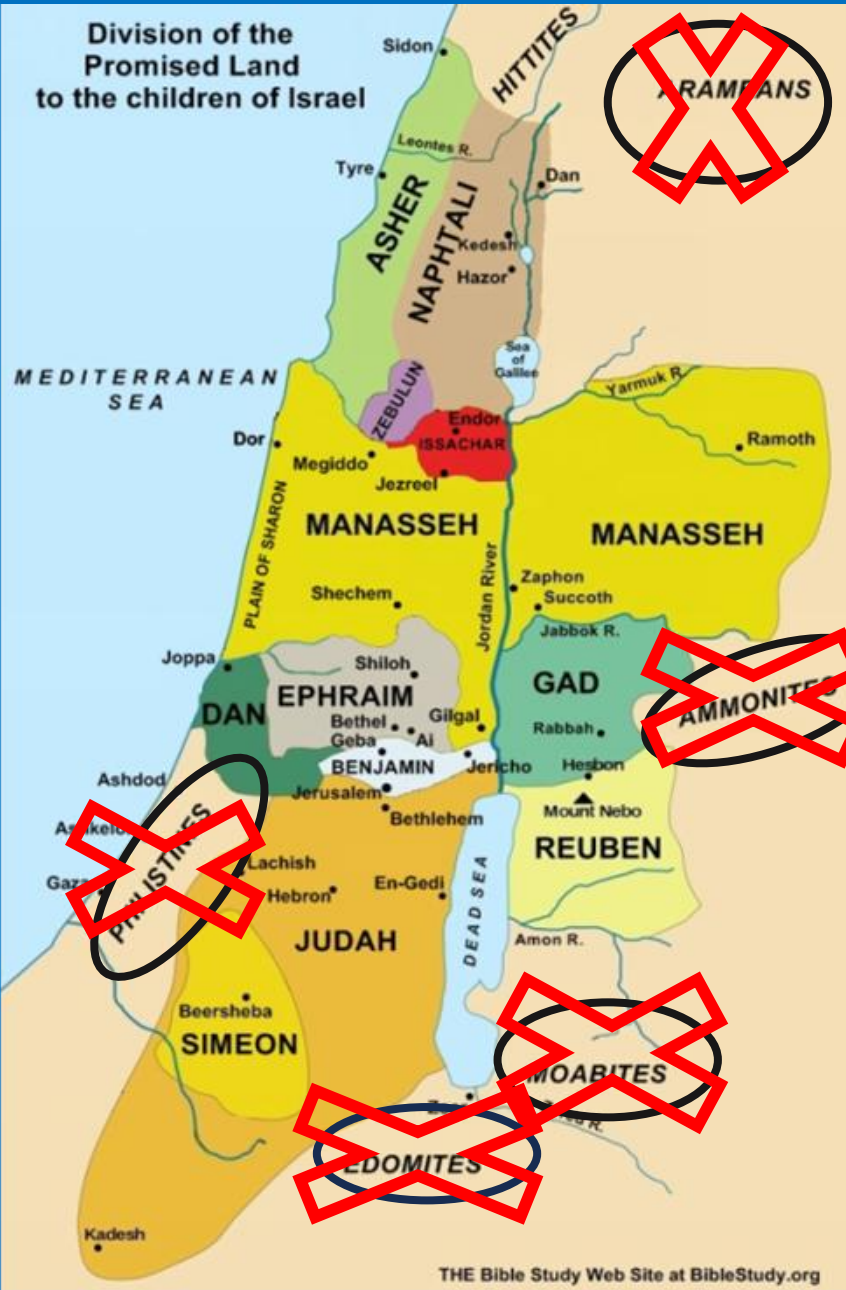 Division of the
Promised Land
to the children of Israel
Sidon
HITTITES
Leontes R.
Tyre
Dan
ASHER
NAPHTALI
Kedesh
Hazor
Sea
of
Galilee
MEDITERRANEAN
SEA
ZEBULUN
Yarmuk R.
Endor
ISSACHAR
Dor
Megiddo
Jezreel
Ramoth
PLAIN OF SHARON
MANASSEH
MANASSEH
Jordan River
Zaphon
Succoth
Shechem
Jabbok R.
Joppa
Shiloh
EPHRAIM
GAD
DAN
Bethel
Gilgal
Geba
Ai
Rabbah
AMMONITES
BENJAMIN
Jericho
Hesbon
Ashdod
Jerusalem
Mount Nebo
Bethlehem
REUBEN
PHILISTINES
Gaza
Lachish
Hebron
En-Gedi
DEAD SEA
JUDAH
Amon R.
Beersheba
SIMEON
MOABITES
EDOMITES
Kadesh
THE Bible Study Web Site at BibleStudy.org